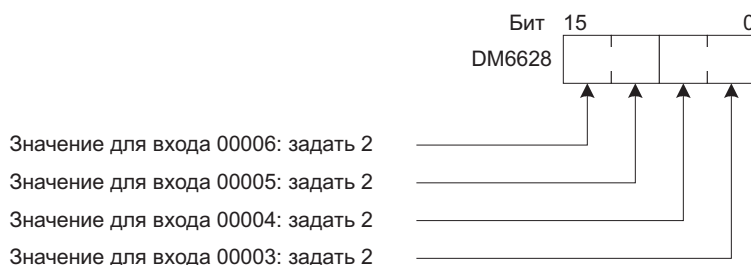 Бит 15 0
DM6628
Значение для входа 00006: задать 2
Значение для входа 00005: задать 2
Значение для входа 00004: задать 2
Значение для входа 00003: задать 2